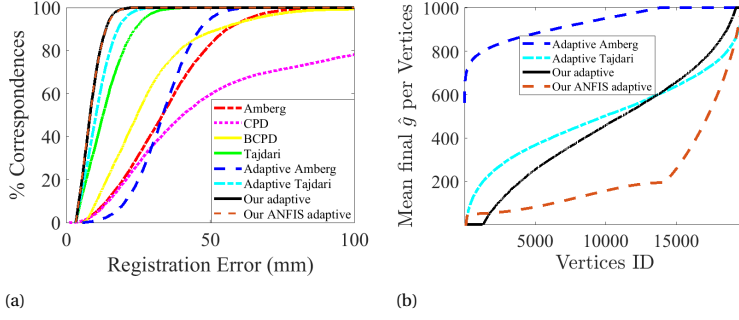 100
80
60
40
20
0
% Correspondences
Amberg
CPD
BCPD
Tajdari
Adaptive Amberg
Adaptive Tajdari
Our adaptive
Our ANFIS adaptive
0 50 100
Registration Error (mm)
(a)
1000
800
600
400
200
Mean final ĝ per Vertices
Adaptive Amberg
Adaptive Tajdari
Our adaptive
Our ANFIS adaptive
5000 10000 15000
Vertices ID
(b)